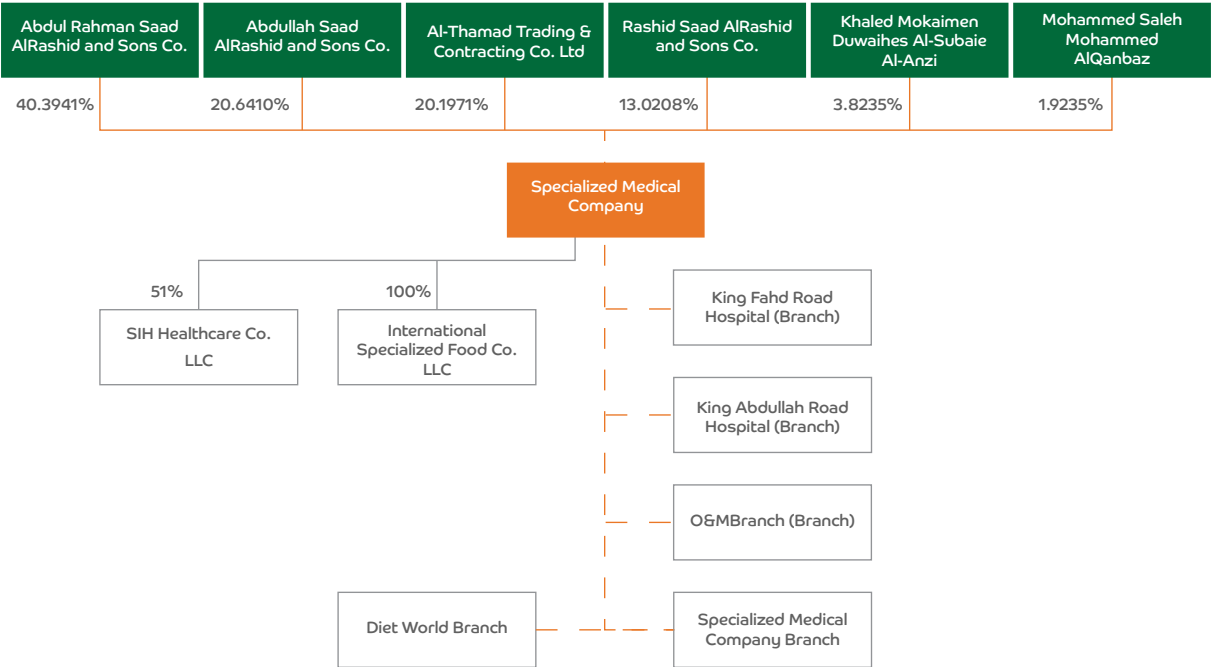 Abdul Rahman Saad
AlRashid and Sons Co.
Abdullah Saad
AlRashid and Sons Co.
Al-Thamad Trading &
Contracting Co. Ltd
Rashid Saad AlRashid
and Sons Co.
Khaled Mokaimen
Duwaihes Al-Subaie
Al-Anzi
Mohammed Saleh
Mohammed
AlQanbaz
40.3941%
20.6410%
20.1971%
13.0208%
3.8235%
1.9235%
Specialized Medical
Company
51%
100%
SIH Healthcare Co.
LLC
International
Specialized Food Co.
LLC
King Fahd Road
Hospital (Branch)
King Abdullah Road
Hospital (Branch)
O&MBranch (Branch)
Diet World Branch
Specialized Medical
Company Branch